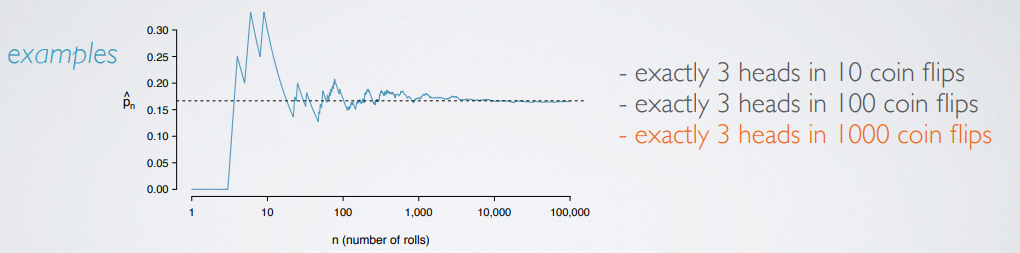 examples
0.30
0.25
0.20
0.15
0.10
0.05
0.00
p̂n
1 10 100 1,000 10,000 100,000
n (number of rolls)
- exactly 3 heads in 10 coin flips
- exactly 3 heads in 100 coin flips
- exactly 3 heads in 1000 coin flips